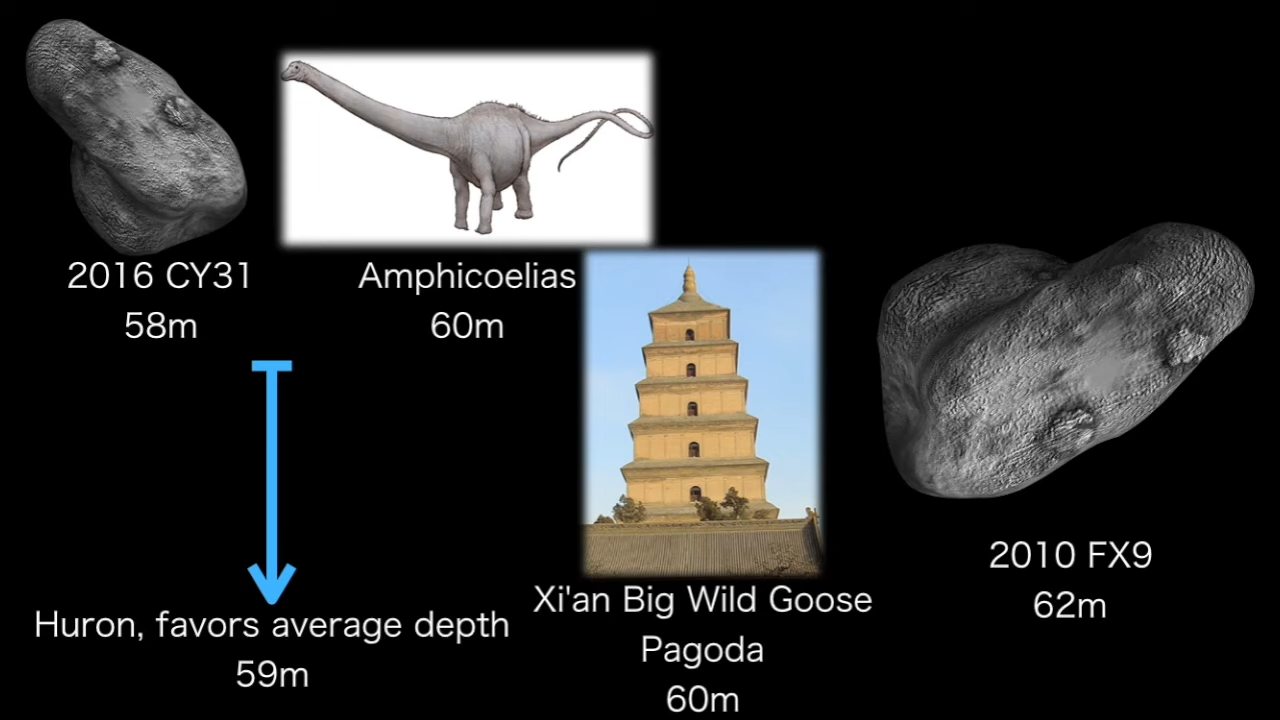 2016 CY31
58m
Amphicoelias
60m
Huron, favors average depth
59m
Xi'an Big Wild Goose
Pagoda
60m
2010 FX9
62m